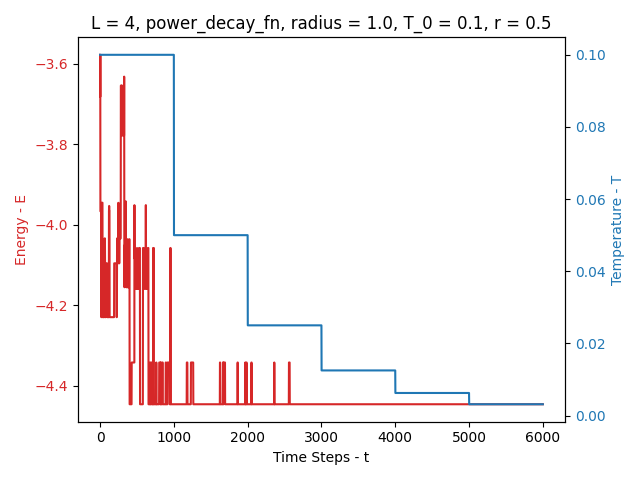 L = 4, power_decay_fn, radius = 1.0, T_0 = 0.1, r = 0.5
Energy - E
−3.6
−3.8
−4.0
−4.2
−4.4
0.10
0.08
0.06
0.04
0.02
0.00
Temperature - T
0 1000 2000 3000 4000 5000 6000
Time Steps - t